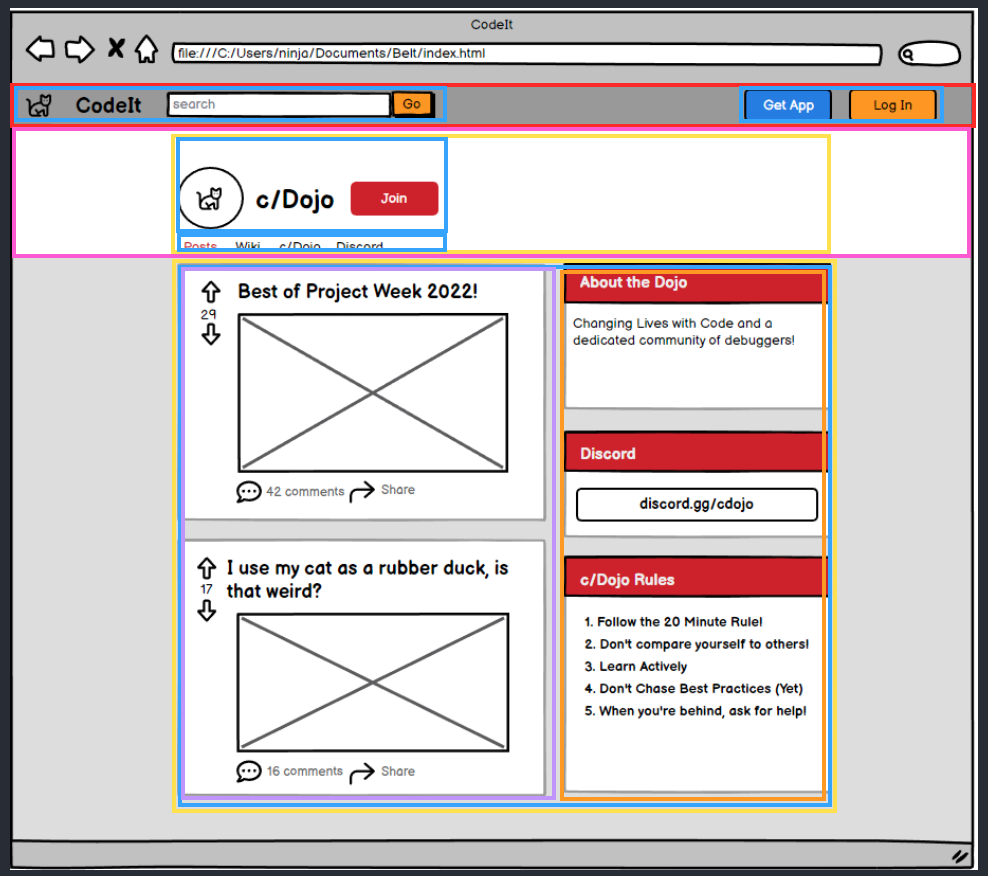 CodeIt
file:///C:/Users/ninja/Documents/Belt/index.html
CodeIt
search
Go
Get App
Log In
c/Dojo
Join
Posts
Wiki
c/Dojo
Discord
Best of Project Week 2022!
29
42 comments
Share
I use my cat as a rubber duck, is
that weird?
17
16 comments
Share
About the Dojo
Changing Lives with Code and a
dedicated community of debuggers!
Discord
discord.gg/cdojo
c/Dojo Rules
1. Follow the 20 Minute Rule!
2. Don't compare yourself to others!
3. Learn Actively
4. Don't Chase Best Practices (Yet)
5. When you're behind, ask for help!